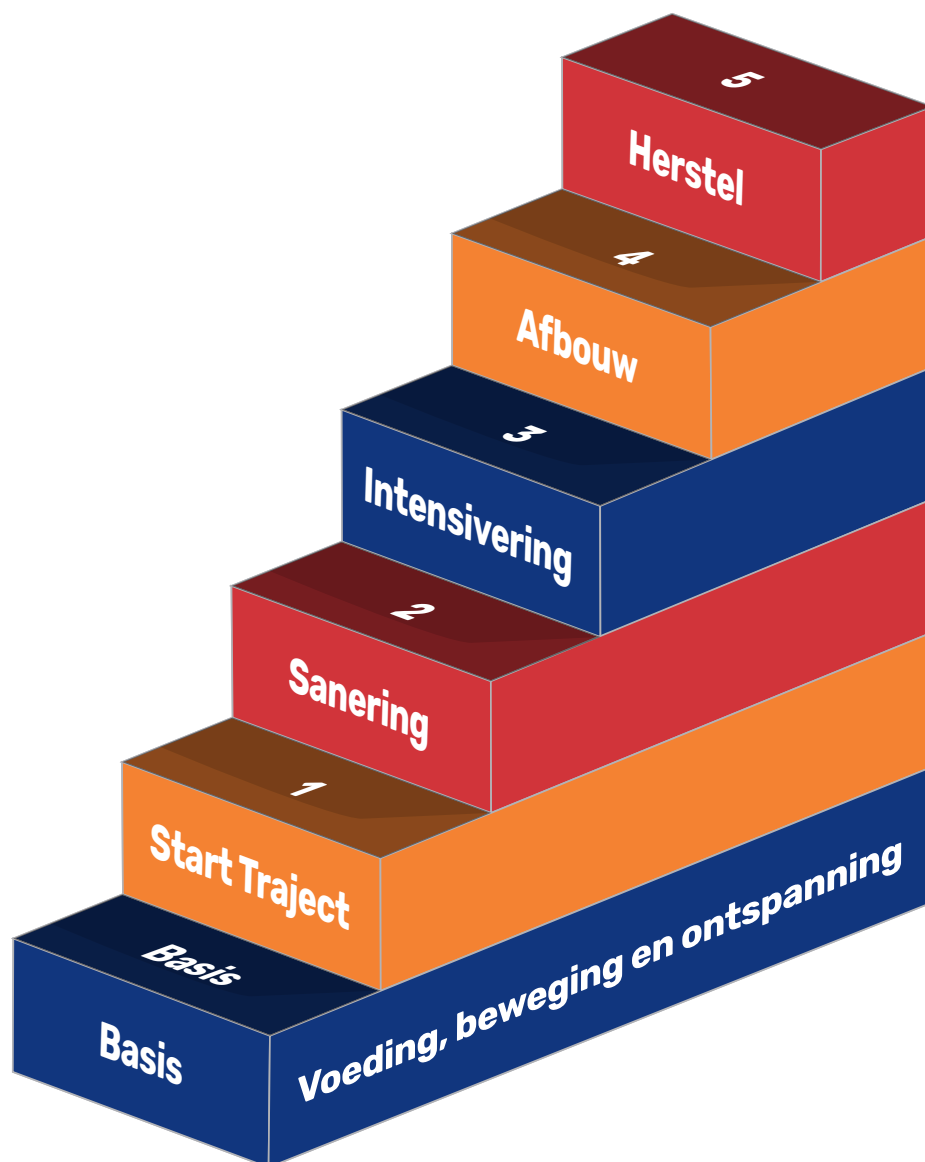 5
Herstel
4
Afbouw
3
Intensivering
2
Sanering
1
Start Traject
Basis
Basis
Voeding, beweging en ontspanning